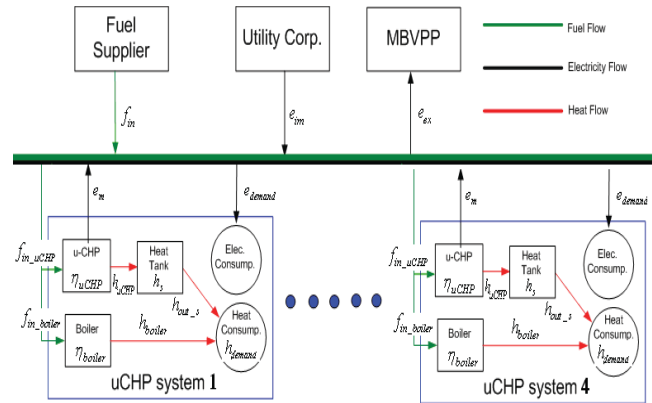 Fuel
Supplier
Utility Corp.
MBVPP
Fuel Flow
Electricity Flow
Heat Flow
f_in
e_im
e_ex
e_m
e_demand
e_m
e_demand
f_in_uCHP
u-CHP
η_uCHP
h_uCHP
Heat
Tank
h_s
Elec.
Consump.
h_out_s
f_in_boiler
Boiler
η_boiler
h_boiler
Heat
Consump.
h_demand
uCHP system 1
f_in_uCHP
u-CHP
η_uCHP
h_uCHP
Heat
Tank
h_s
Elec.
Consump.
h_out_s
f_in_boiler
Boiler
η_boiler
h_boiler
Heat
Consump.
h_demand
uCHP system 4